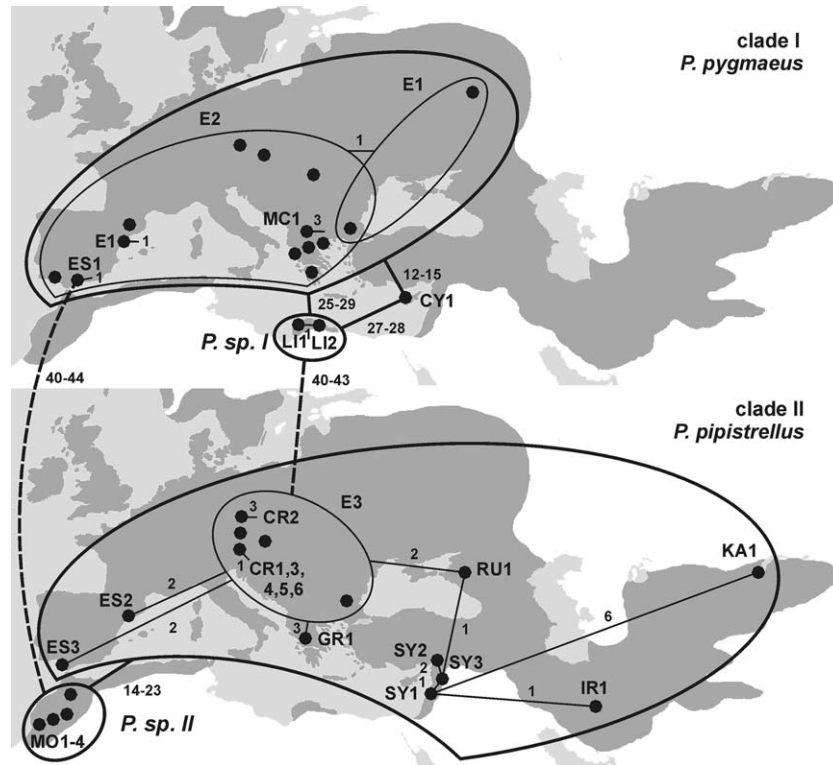 clade I
P. pygmaeus
E1
E2
1
MC1
3
E1
1
ES1
1
12-15
CY1
25-29
27-28
P. sp. I
LI1
1
LI2
40-44
40-43
clade II
P. pipistrellus
E3
3
CR2
1
CR1,3,
4,5,6
2
RU1
KA1
ES2
2
2
6
1
3
GR1
ES3
SY2
2
SY3
1
SY1
1
IR1
14-23
P. sp. II
MO1-4